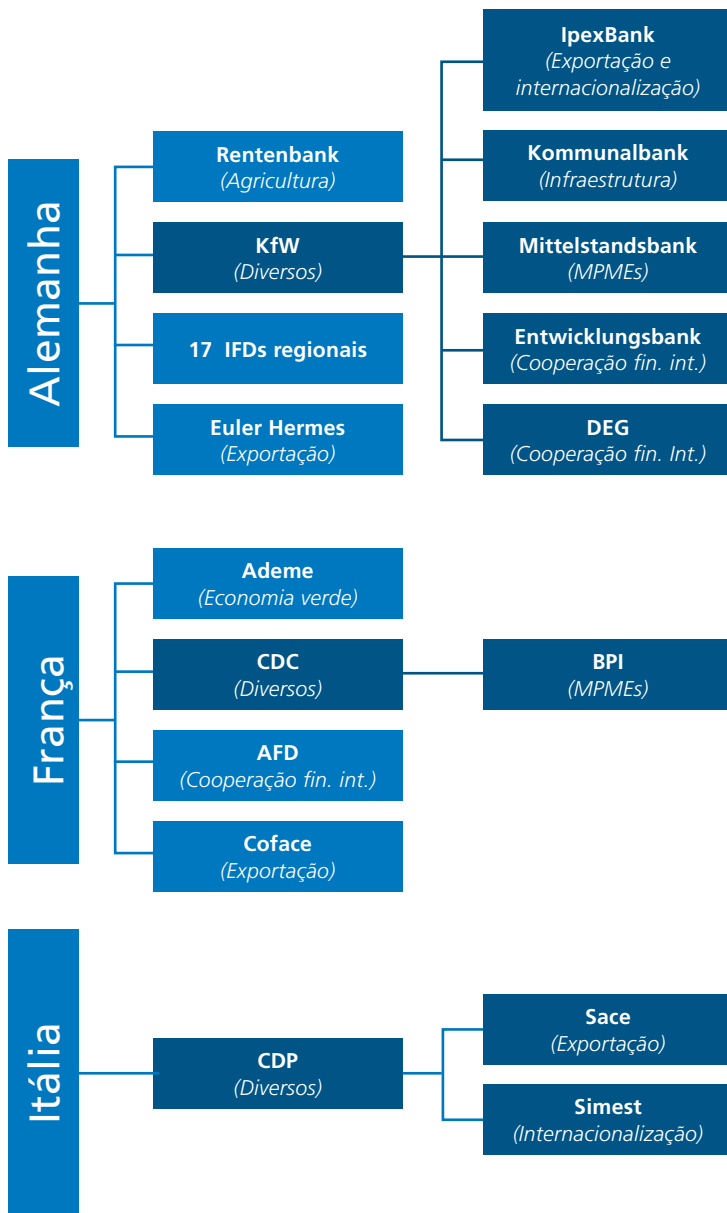 Alemanha
Rentenbank
(Agricultura)
KfW
(Diversos)
17 IFDs regionais
Euler Hermes
(Exportação)
IpexBank
(Exportação e
internacionalização)
Kommunalbank
(Infraestrutura)
Mittelstandsbank
(MPMEs)
Entwicklungsbank
(Cooperação fin. int.)
DEG
(Cooperação fin. Int.)
França
Ademe
(Economia verde)
CDC
(Diversos)
AFD
(Cooperação fin. int.)
Coface
(Exportação)
BPI
(MPMEs)
Itália
CDP
(Diversos)
Sace
(Exportação)
Simest
(Internacionalização)